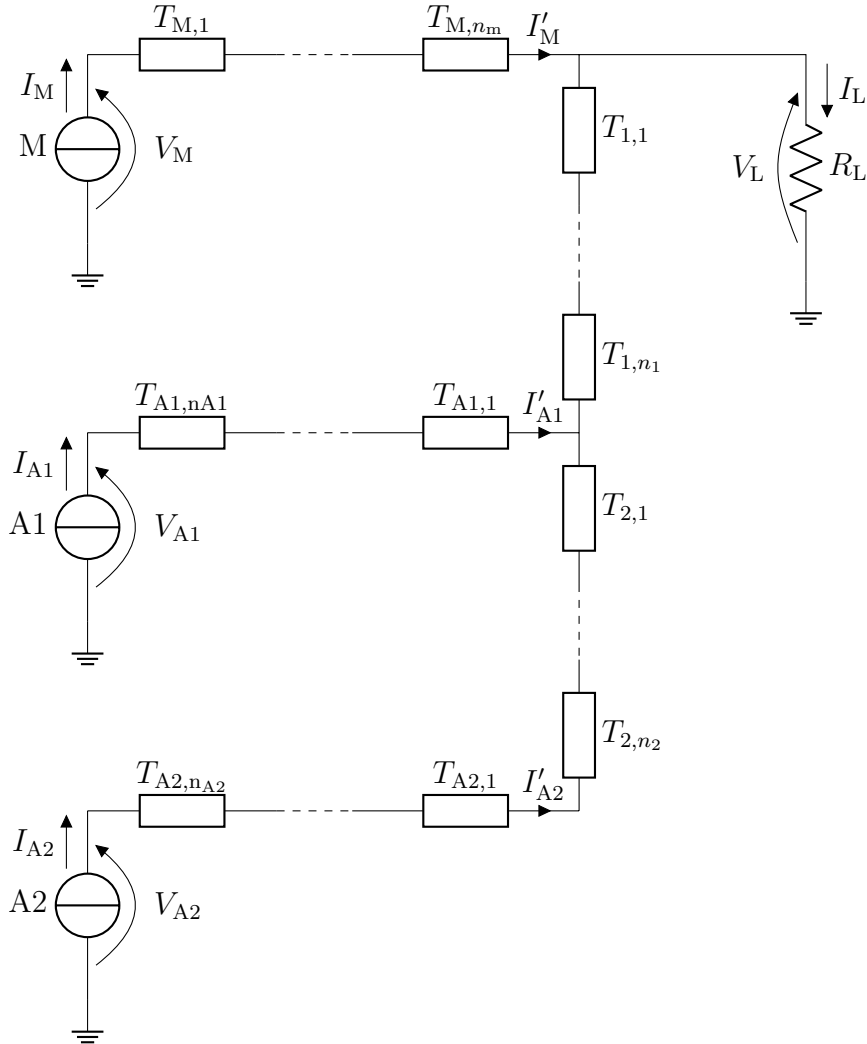 T_{M,1} T_{M,n_m} I'_M
I_M I_L
M V_M T_{1,1} V_L R_L
T_{1,n_1}
T_{A1,nA1} T_{A1,1} I'_{A1}
I_{A1}
A1 V_{A1} T_{2,1}
T_{2,n_2}
T_{A2,n_{A2}} T_{A2,1} I'_{A2}
I_{A2}
A2 V_{A2}